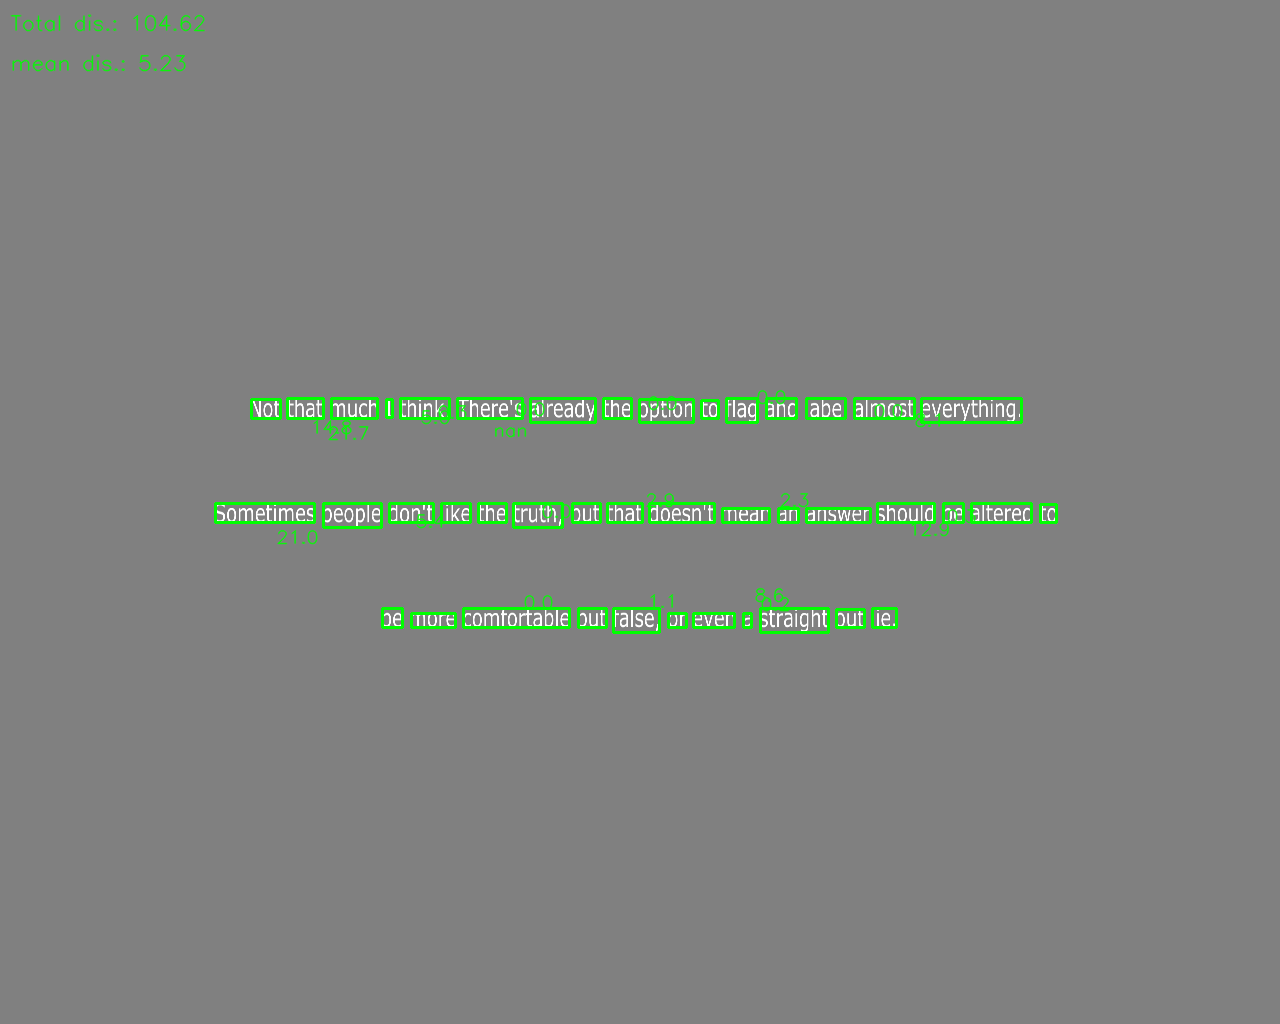 Total dis.: 104.62
mean dis.: 5.23
Not that much I think. There's already the option to flag and label almost everything.
14.8 21.7 nan
Sometimes people don't like the truth, but that doesn't mean an answer should be altered to
2.9 2.3
21.0 12.9
be more comfortable but false, or even a straight out lie.
0.0 1.1 8.6